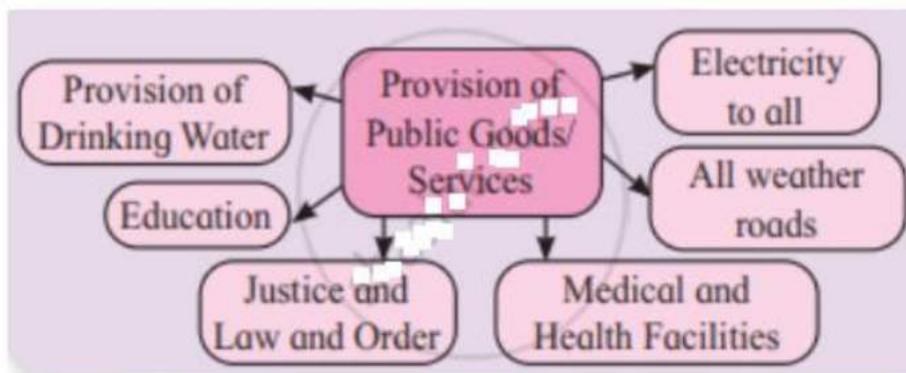 Provision of
Public Goods/
Services
Provision of
Drinking Water
Education
Justice and
Law and Order
Medical and
Health Facilities
All weather
roads
Electricity
to all